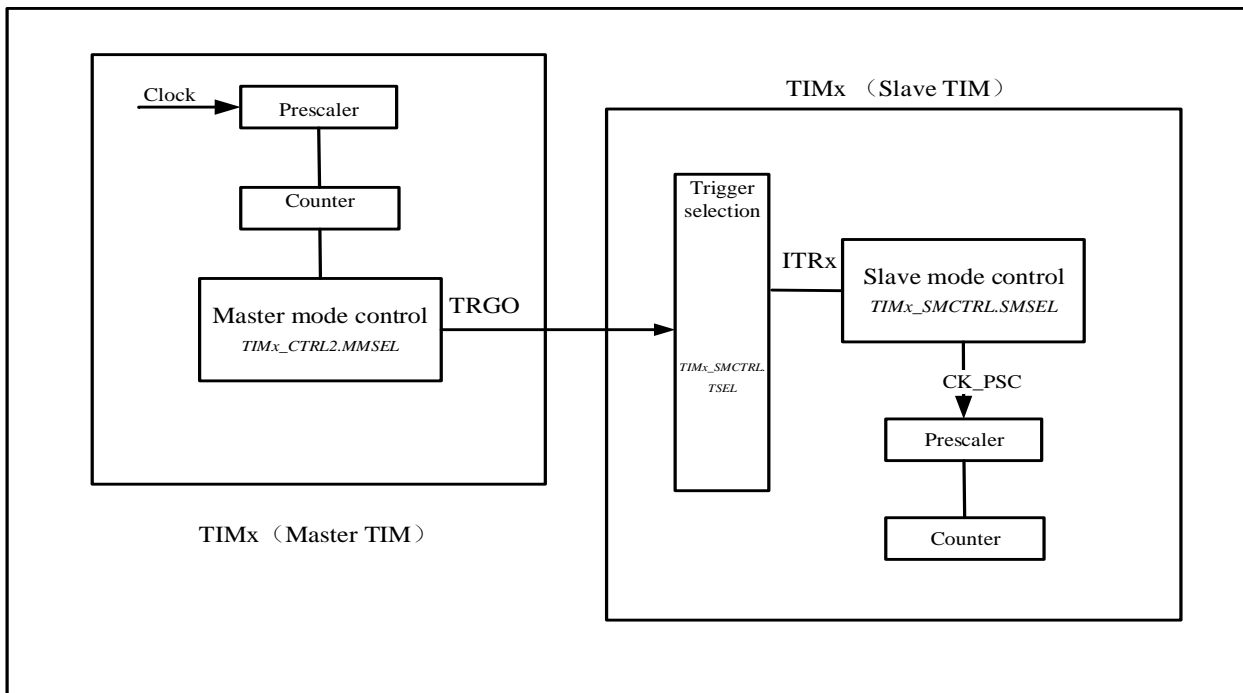 Clock
Prescaler
Counter
Master mode control
TIMx_CTRL2.MMSEL
TRGO
TIMx （Master TIM）
TIMx （Slave TIM）
Trigger
selection
TIMx_SMCTRL.
TSEL
ITRx
Slave mode control
TIMx_SMCTRL.SMSEL
CK_PSC
Prescaler
Counter